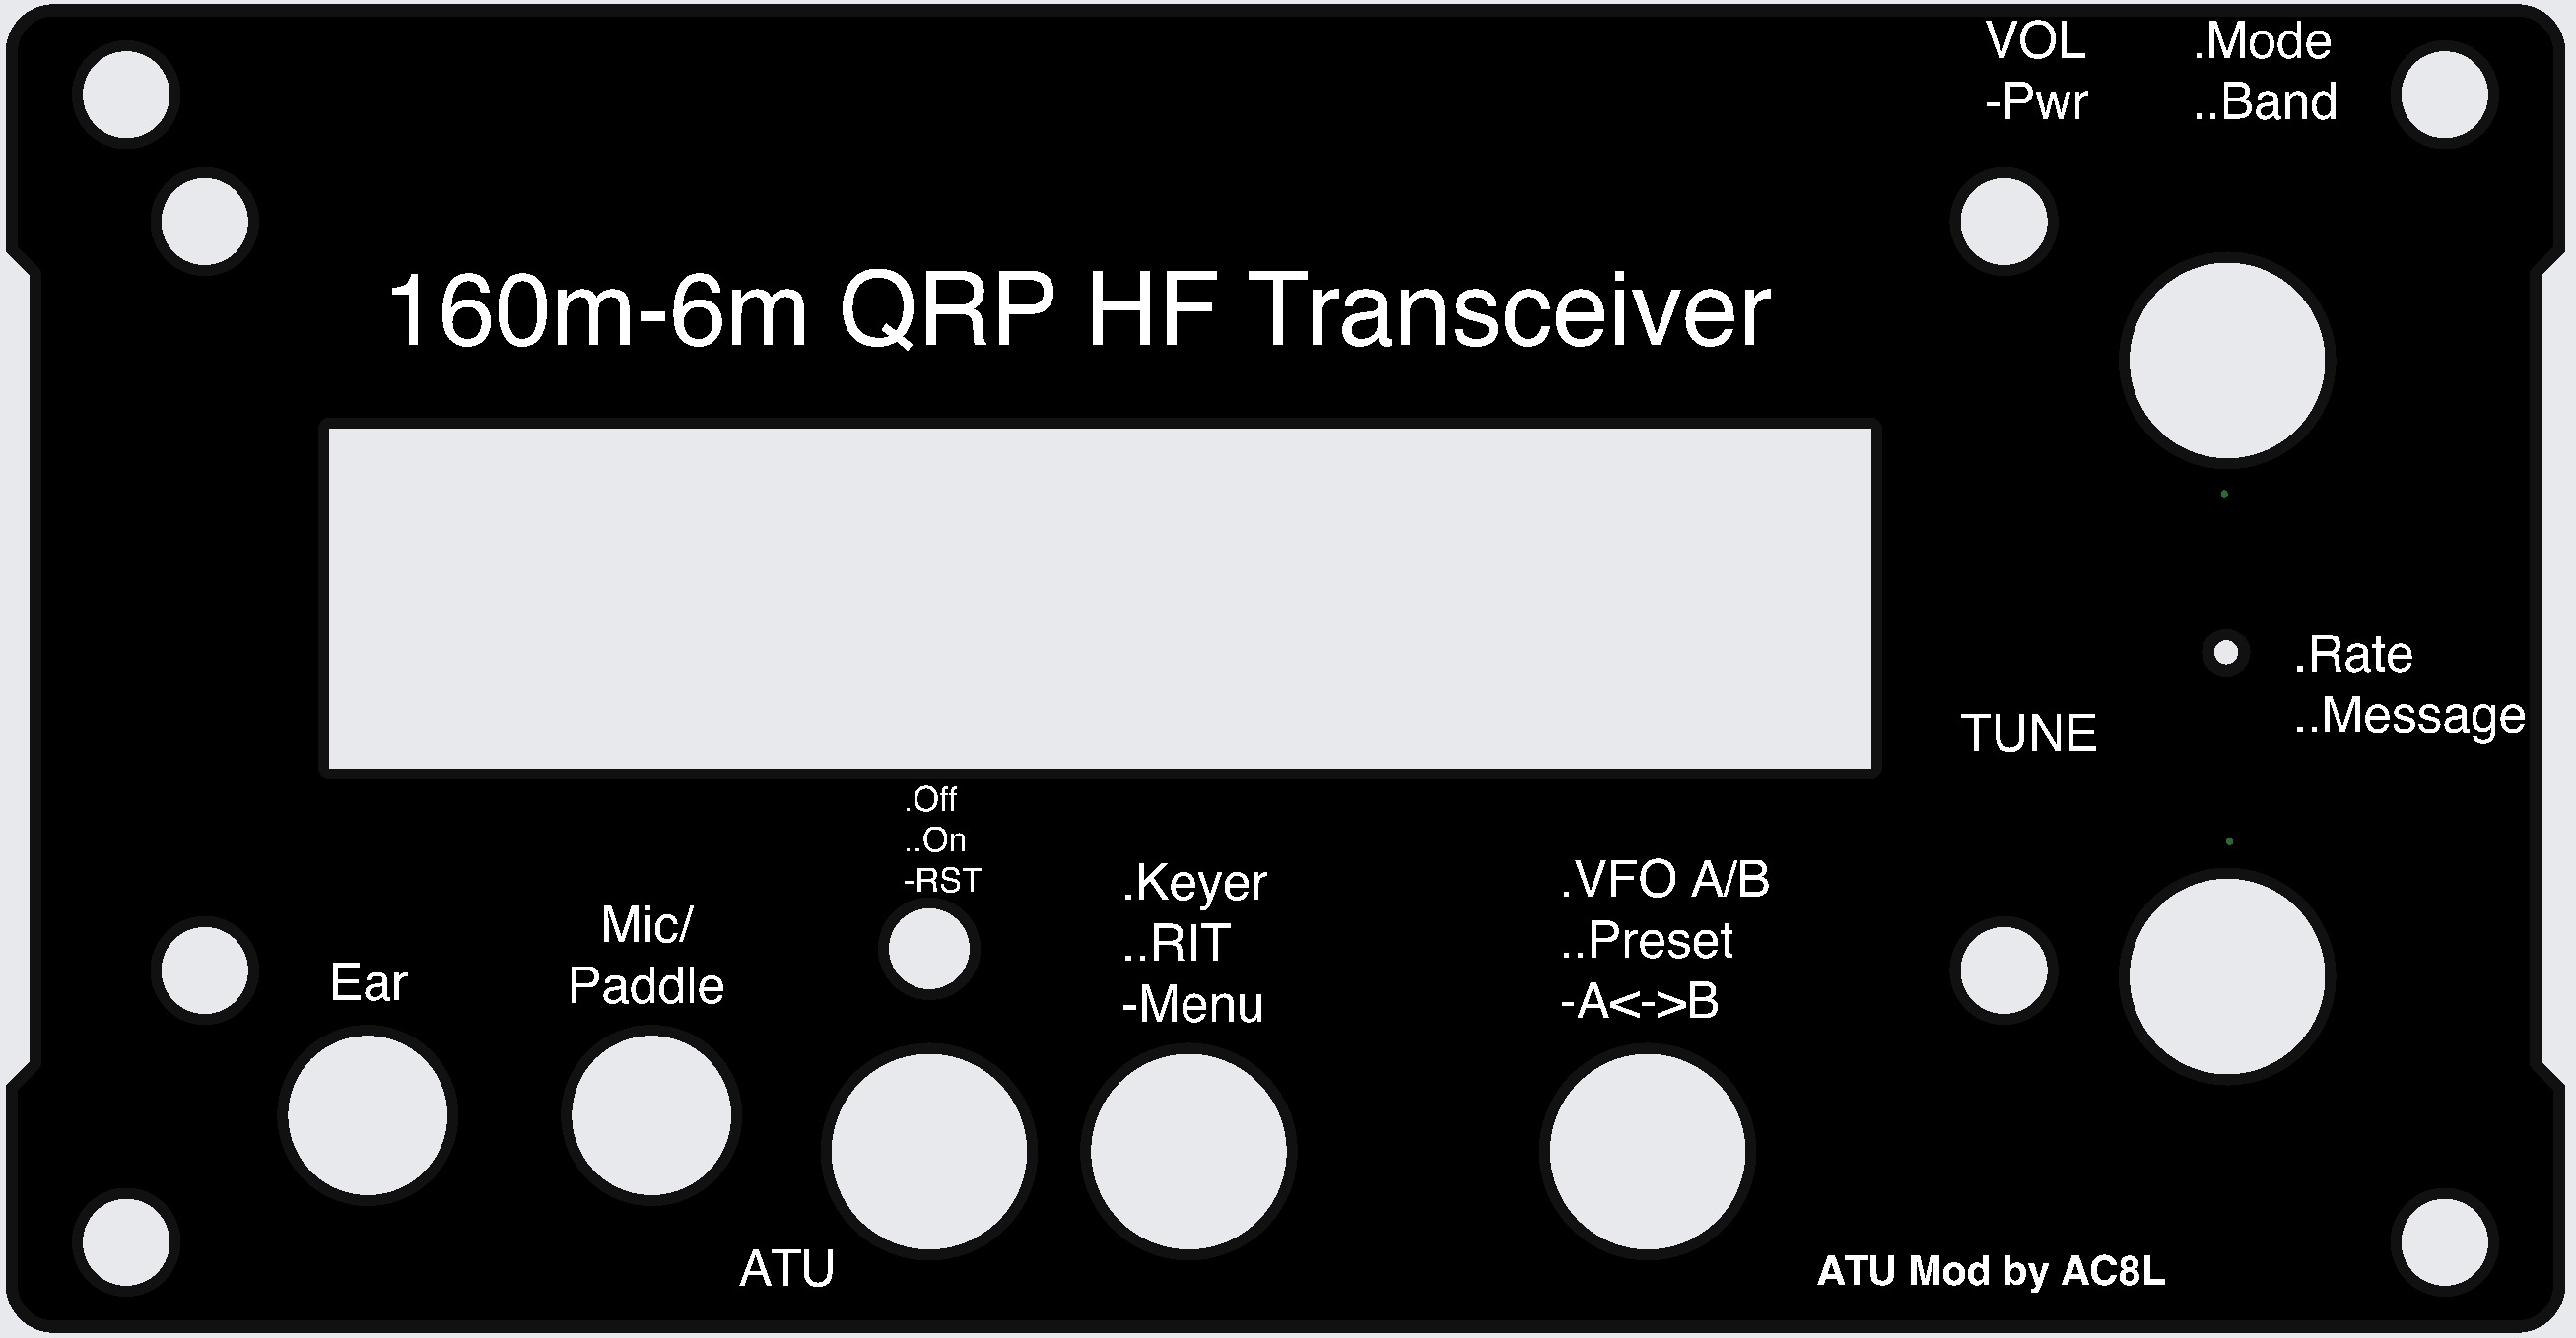 VOL
-Pwr
.Mode
..Band
160m-6m QRP HF Transceiver
.Rate
..Message
TUNE
.Off
..On
-RST
.Keyer
..RIT
-Menu
.VFO A/B
..Preset
-A<->B
Mic/
Paddle
Ear
ATU
ATU Mod by AC8L